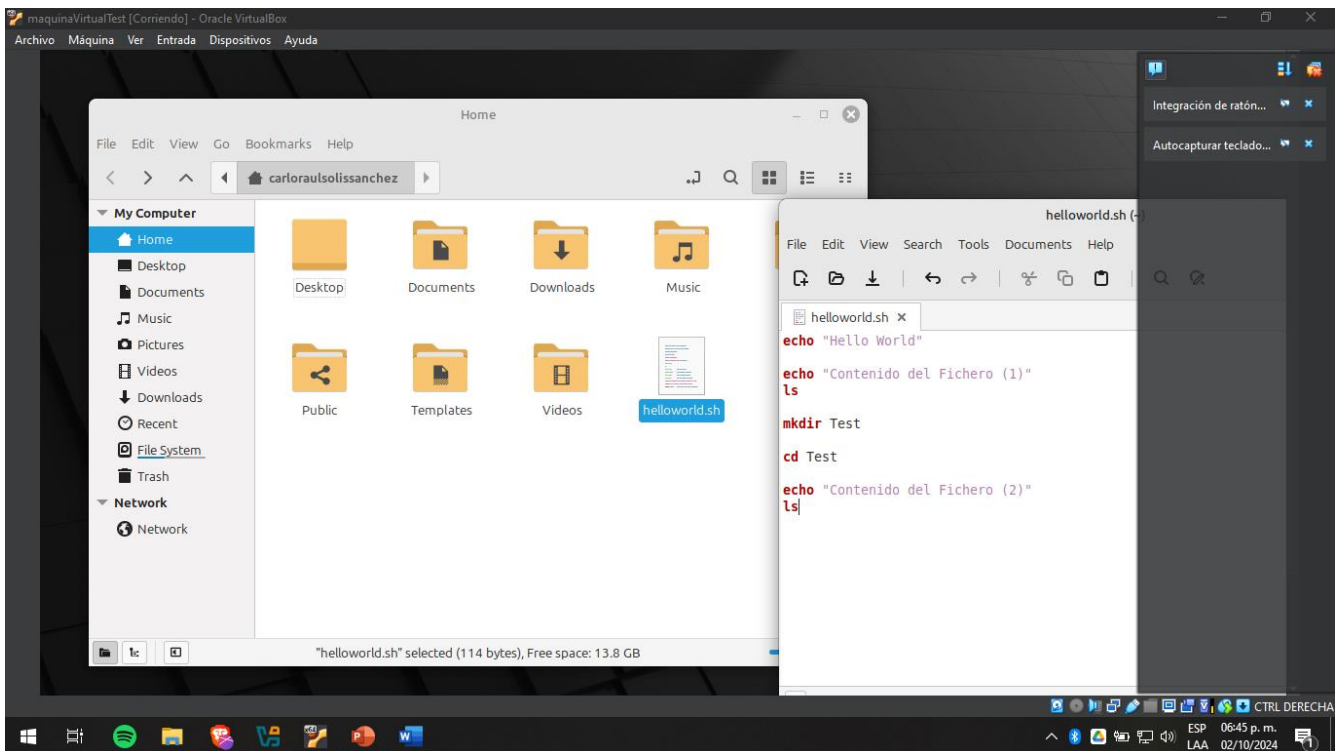 maquinaVirtualTest [Corriendo] - Oracle VirtualBox
Archivo Máquina Ver Entrada Dispositivos Ayuda
Integración de ratón...
Autocapturar teclado...
Home
File Edit View Go Bookmarks Help
carloraulsolissanchez
My Computer
Home
Desktop
Documents
Music
Pictures
Videos
Downloads
Recent
File System
Trash
Network
Network
Desktop Documents Downloads Music
Public Templates Videos helloworld.sh
"helloworld.sh" selected (114 bytes), Free space: 13.8 GB
helloworld.sh (~)
File Edit View Search Tools Documents Help
helloworld.sh
echo "Hello World"
echo "Contenido del Fichero (1)"
ls
mkdir Test
cd Test
echo "Contenido del Fichero (2)"
ls
CTRL DERECHA
ESP 06:45 p. m.
LAA 02/10/2024